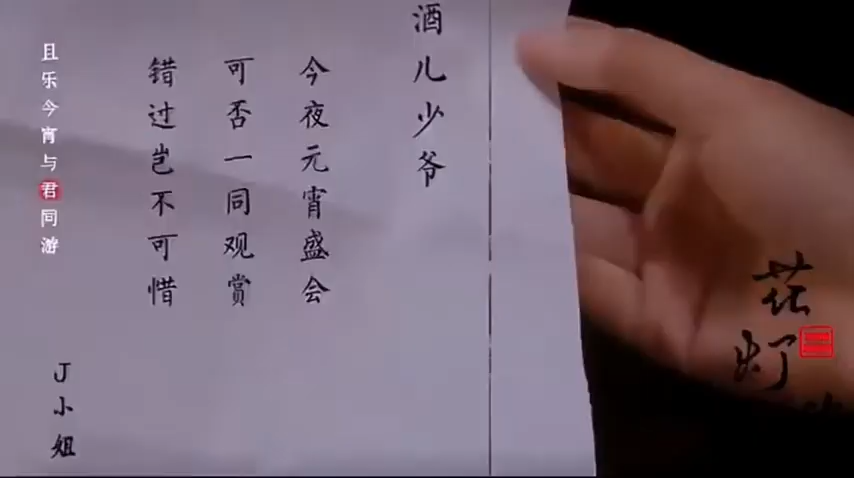 酒儿少爷
今夜元宵盛会
可否一同观赏
错过岂不可惜
J小姐
且乐今宵与君同游
花灯
三